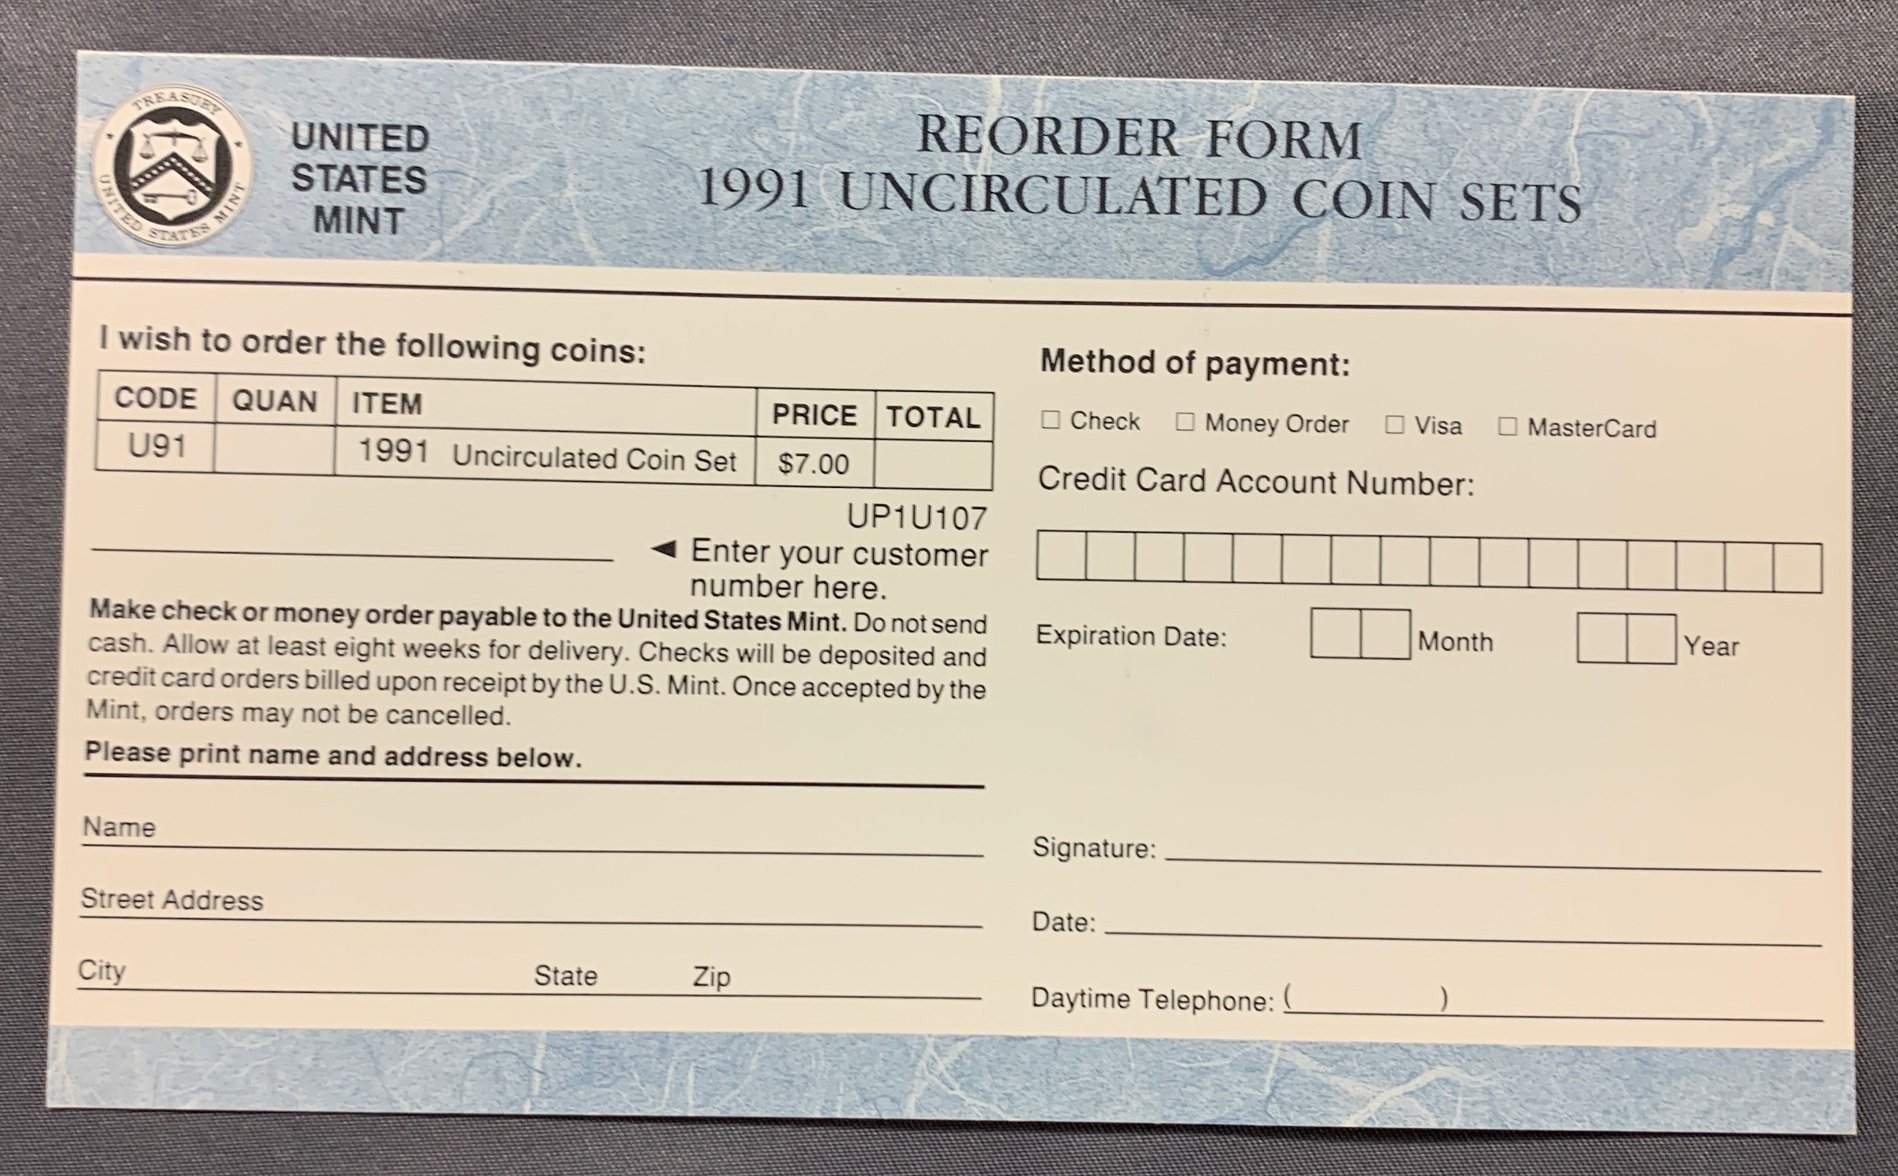 TREASURY
UNITED STATES MINT
UNITED
STATES
MINT
REORDER FORM
1991 UNCIRCULATED COIN SETS
I wish to order the following coins:
CODE QUAN ITEM PRICE TOTAL
U91 1991 Uncirculated Coin Set $7.00
UP1U107
◄ Enter your customer
number here.
Make check or money order payable to the United States Mint. Do not send
cash. Allow at least eight weeks for delivery. Checks will be deposited and
credit card orders billed upon receipt by the U.S. Mint. Once accepted by the
Mint, orders may not be cancelled.
Please print name and address below.
Name
Street Address
City State Zip
Method of payment:
☐ Check ☐ Money Order ☐ Visa ☐ MasterCard
Credit Card Account Number:
Expiration Date: Month Year
Signature:
Date:
Daytime Telephone: ( )